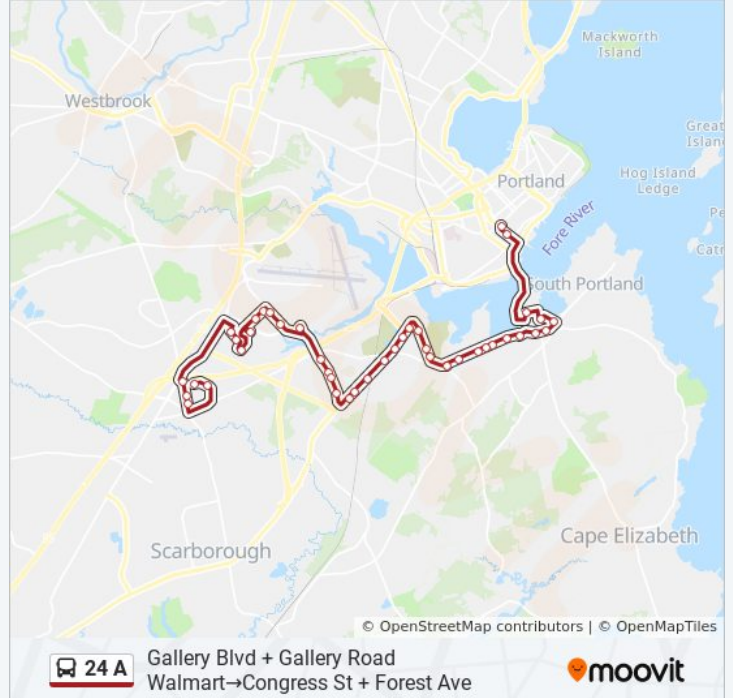 Mackworth
Island
Westbrook
Great
Islan
Portland
Hog Island
Ledge
Fore River
Pe
Catr
South Portland
Cape Elizabeth
Scarborough
© OpenStreetMap contributors | © OpenMapTiles
24 A
Gallery Blvd + Gallery Road
Walmart→Congress St + Forest Ave
moovit